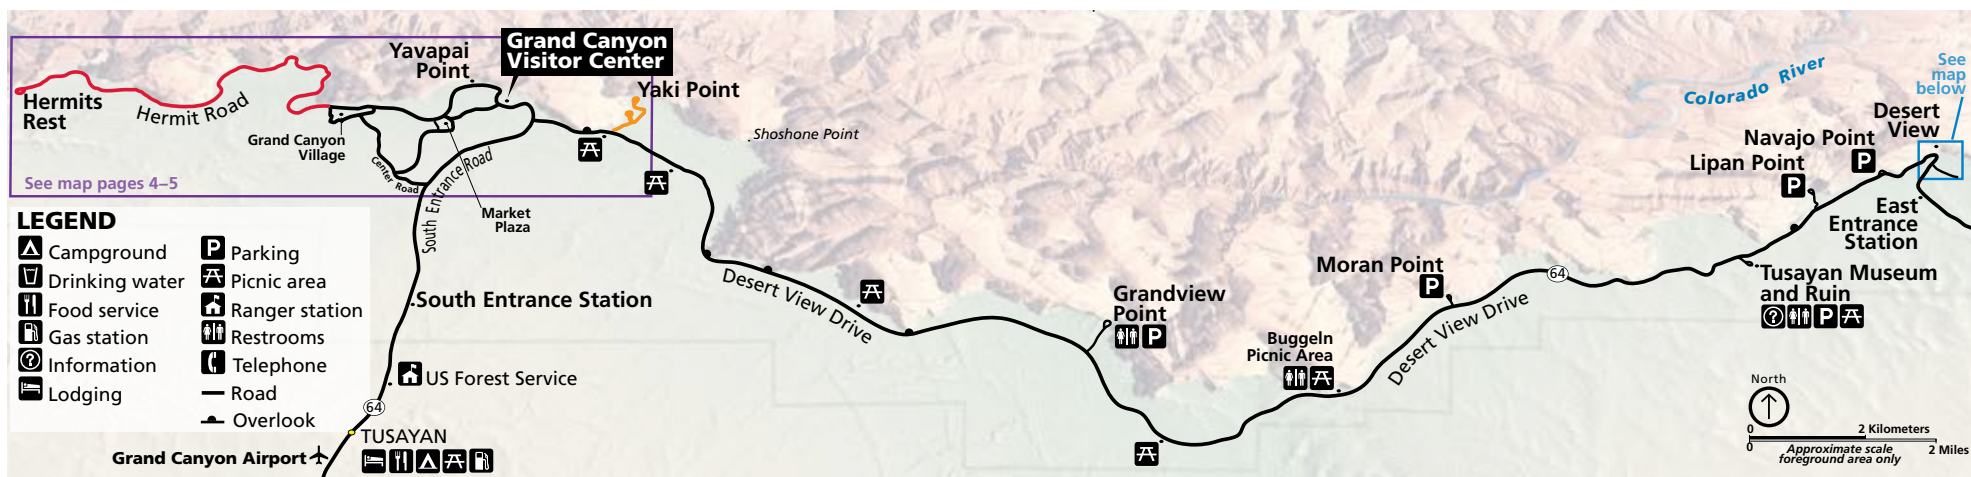 Hermits
Rest
Hermit Road
Yavapai
Point
Grand Canyon
Visitor Center
Yaki Point
Shoshone Point
Grand Canyon
Village
Center Road
South Entrance Road
Market
Plaza
See map pages 4–5
LEGEND
Campground
Drinking water
Food service
Gas station
Information
Lodging
Parking
Picnic area
Ranger station
Restrooms
Telephone
Road
Overlook
South Entrance Station
US Forest Service
64
TUSAYAN
Grand Canyon Airport
Desert View Drive
Grandview
Point
Buggeln
Picnic Area
Moran Point
Desert View Drive
64
Colorado River
See
map
below
Desert
View
Navajo Point
Lipan Point
East
Entrance
Station
Tusayan Museum
and Ruin
North
0 2 Kilometers
0 2 Miles
Approximate scale
foreground area only